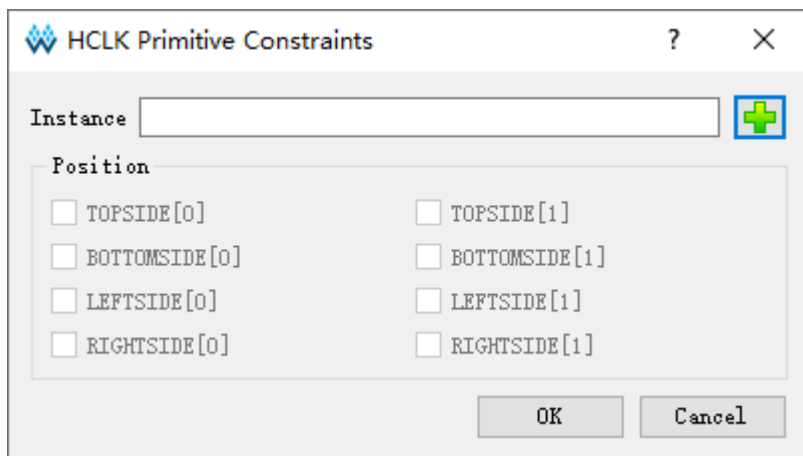 HCLK Primitive Constraints
Instance
Position
TOPSIDE[0] TOPSIDE[1]
BOTTOMSIDE[0] BOTTOMSIDE[1]
LEFTSIDE[0] LEFTSIDE[1]
RIGHTSIDE[0] RIGHTSIDE[1]
OK Cancel